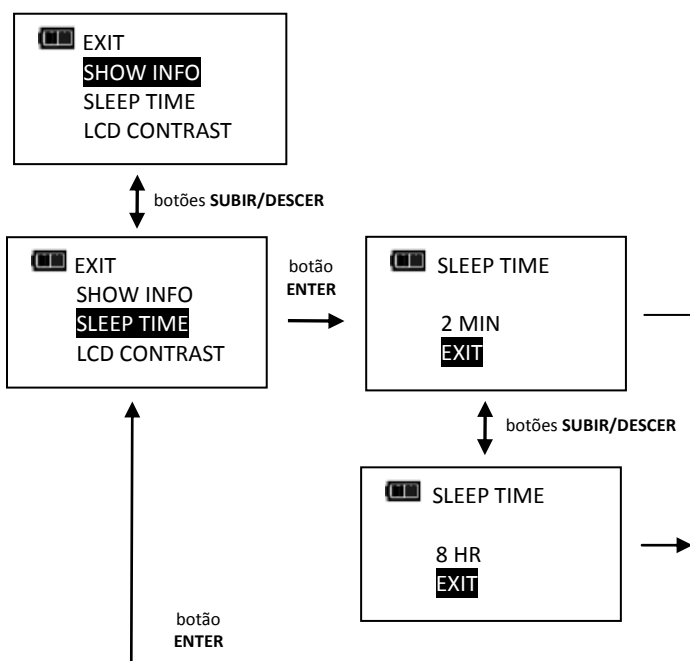 EXIT
SHOW INFO
SLEEP TIME
LCD CONTRAST
botões SUBIR/DESCER
EXIT
SHOW INFO
SLEEP TIME
LCD CONTRAST
botão
ENTER
SLEEP TIME
2 MIN
EXIT
botões SUBIR/DESCER
SLEEP TIME
8 HR
EXIT
botão
ENTER